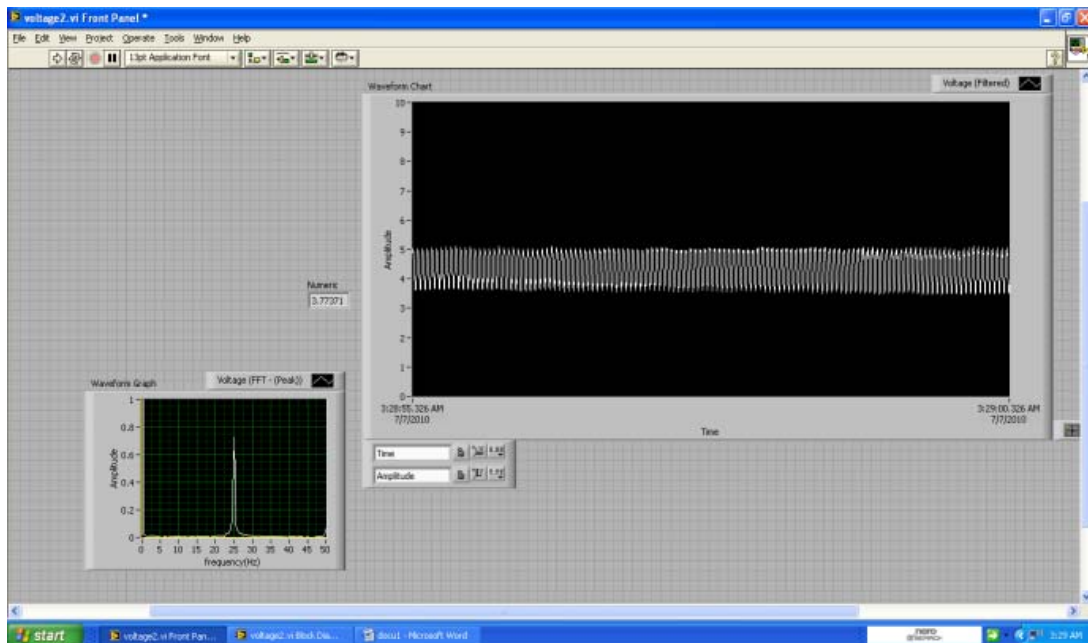 voltage2.vi Front Panel *
File Edit View Project Operate Tools Window Help
13pt Application Font
Waveform Chart
Voltage (Filtered)
10
9
8
7
6
5
4
3
2
1
0
Amplitude
3:28:55.326 AM
7/7/2010
3:29:00.326 AM
7/7/2010
Time
Numeric
3.77371
Waveform Graph
Voltage (FFT - (Peak))
1
0.8
0.6
0.4
0.2
0
Amplitude
0 5 10 15 20 25 30 35 40 45 50
frequency(Hz)
Time
Amplitude
start
voltage2.vi Front Pan...
voltage2.vi Block Dia...
docu1 - Microsoft Word
nero
3:29 AM